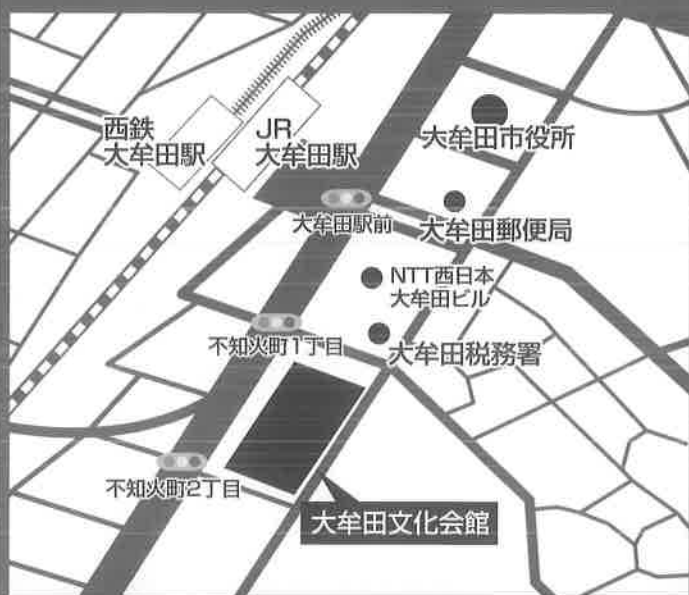 西鉄
大牟田駅
JR
大牟田駅
大牟田市役所
大牟田駅前
大牟田郵便局
NTT西日本
大牟田ビル
不知火町1丁目
大牟田税務署
不知火町2丁目
大牟田文化会館